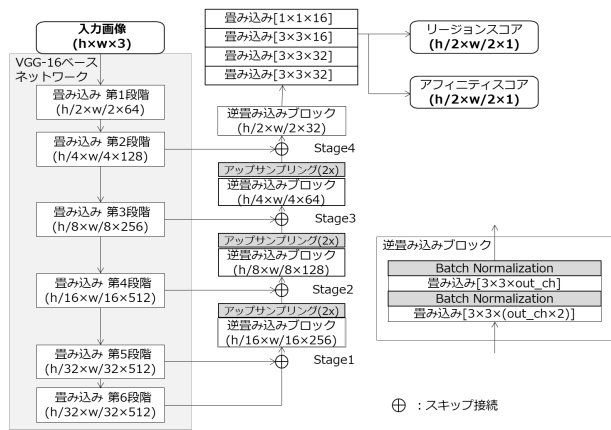 入力画像
(h×w×3)
VGG-16ベース
ネットワーク
畳み込み 第1段階
(h/2×w/2×64)
畳み込み 第2段階
(h/4×w/4×128)
畳み込み 第3段階
(h/8×w/8×256)
畳み込み 第4段階
(h/16×w/16×512)
畳み込み 第5段階
(h/32×w/32×512)
畳み込み 第6段階
(h/32×w/32×512)
畳み込み[1×1×16]
畳み込み[3×3×16]
畳み込み[3×3×32]
畳み込み[3×3×32]
逆畳み込みブロック
(h/2×w/2×32)
Stage4
アップサンプリング(2x)
逆畳み込みブロック
(h/4×w/4×64)
Stage3
アップサンプリング(2x)
逆畳み込みブロック
(h/8×w/8×128)
Stage2
アップサンプリング(2x)
逆畳み込みブロック
(h/16×w/16×256)
Stage1
リージョンスコア
(h/2×w/2×1)
アフィニティスコア
(h/2×w/2×1)
逆畳み込みブロック
Batch Normalization
畳み込み[3×3×out_ch]
Batch Normalization
畳み込み[3×3×(out_ch×2)]
：スキップ接続